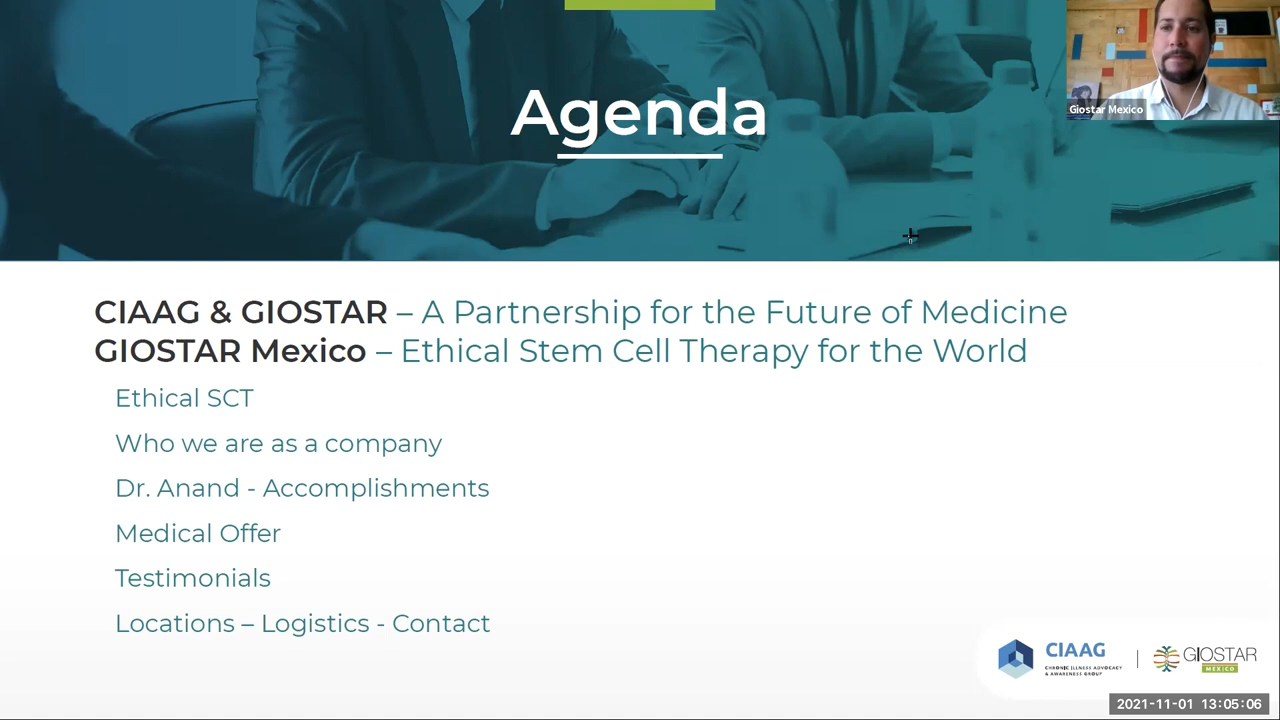 Agenda
Giostar Mexico
CIAAG & GIOSTAR – A Partnership for the Future of Medicine
GIOSTAR Mexico – Ethical Stem Cell Therapy for the World
Ethical SCT
Who we are as a company
Dr. Anand - Accomplishments
Medical Offer
Testimonials
Locations – Logistics - Contact
CIAAG
CHRONIC ILLNESS ADVOCACY
& AWARENESS GROUP
GIOSTAR
MEXICO
2021-11-01 13:05:06